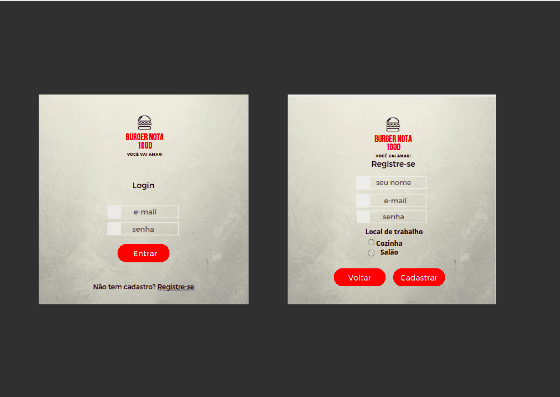 BURGER NOTA
1000
VOCÊ VAI AMAR!
Login
e-mail
senha
Entrar
Não tem cadastro? Registre-se
BURGER NOTA
1000
VOCÊ VAI AMAR!
Registre-se
seu nome
e-mail
senha
Local de trabalho
Cozinha
Salão
Voltar
Cadastrar